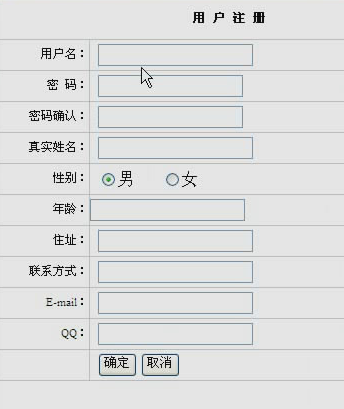 用 户 注 册
用户名：
密 码：
密码确认：
真实姓名：
性别： 男 女
年龄：
住址：
联系方式：
E-mail：
QQ：
确定 取消